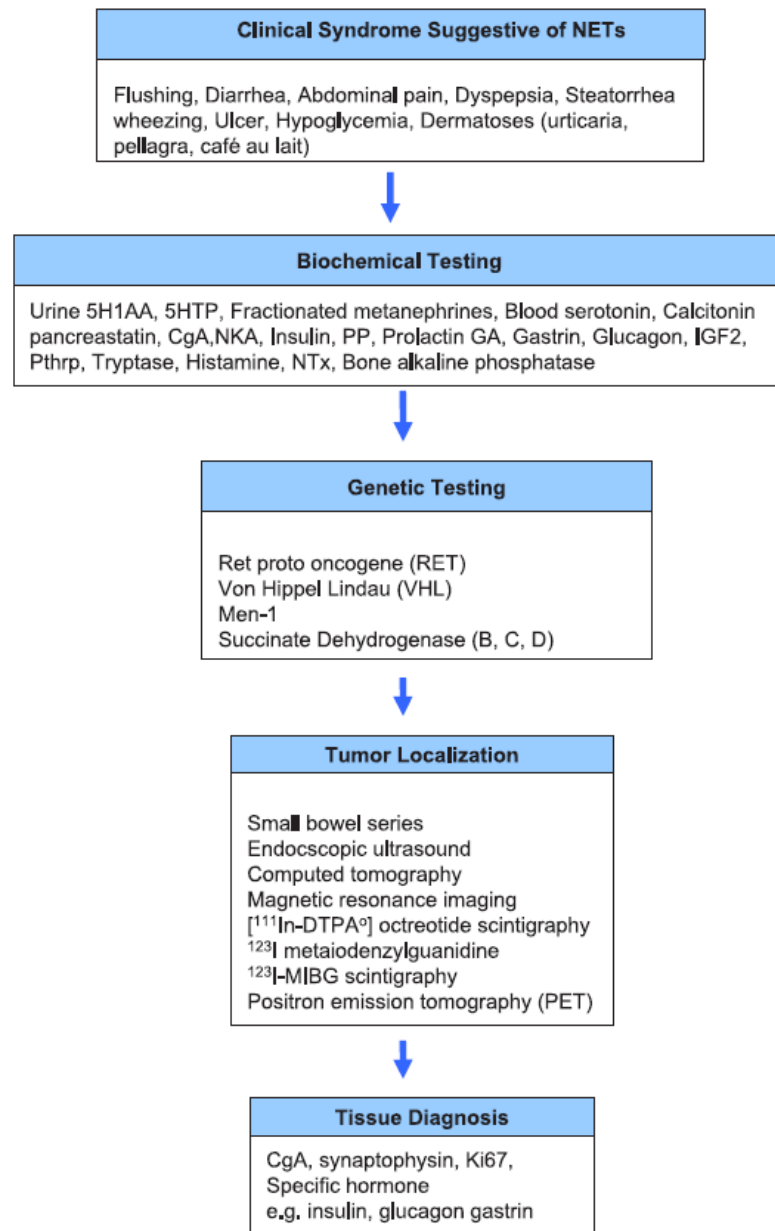 Clinical Syndrome Suggestive of NETs
Flushing, Diarrhea, Abdominal pain, Dyspepsia, Steatorrhea
wheezing, Ulcer, Hypoglycemia, Dermatoses (urticaria,
pellagra, café au lait)
Biochemical Testing
Urine 5H1AA, 5HTP, Fractionated metanephrines, Blood serotonin, Calcitonin
pancreastatin, CgA,NKA, Insulin, PP, Prolactin GA, Gastrin, Glucagon, IGF2,
Pthrp, Tryptase, Histamine, NTx, Bone alkaline phosphatase
Genetic Testing
Ret proto oncogene (RET)
Von Hippel Lindau (VHL)
Men-1
Succinate Dehydrogenase (B, C, D)
Tumor Localization
Small bowel series
Endocscopic ultrasound
Computed tomography
Magnetic resonance imaging
[¹¹¹In-DTPAº] octreotide scintigraphy
¹²³I metaiodenzylguanidine
¹²³I-MIBG scintigraphy
Positron emission tomography (PET)
Tissue Diagnosis
CgA, synaptophysin, Ki67,
Specific hormone
e.g. insulin, glucagon gastrin